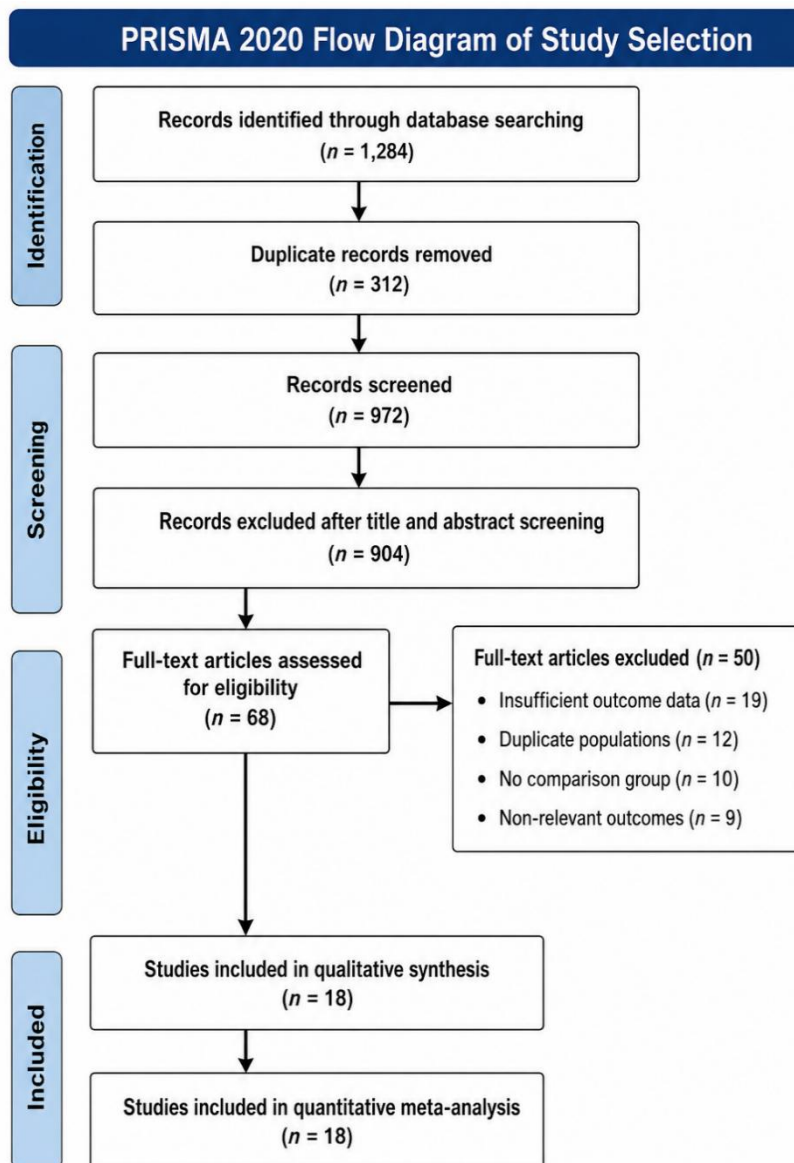 PRISMA 2020 Flow Diagram of Study Selection
Identification
Records identified through database searching
(n = 1,284)
Duplicate records removed
(n = 312)
Screening
Records screened
(n = 972)
Records excluded after title and abstract screening
(n = 904)
Eligibility
Full-text articles assessed
for eligibility
(n = 68)
Full-text articles excluded (n = 50)
• Insufficient outcome data (n = 19)
• Duplicate populations (n = 12)
• No comparison group (n = 10)
• Non-relevant outcomes (n = 9)
Included
Studies included in qualitative synthesis
(n = 18)
Studies included in quantitative meta-analysis
(n = 18)